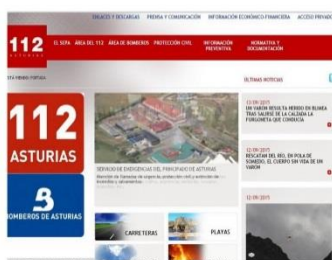 ENLACES Y DESCARGAS PRENSA Y COMUNICACIÓN INFORMACIÓN ECONÓMICO FINANCIERA ACCESO PRIVADO
112
ASTURIAS
EL SEPA ÁREA DEL 112 ÁREA DE BOMBEROS PROTECCIÓN CIVIL INFORMACIÓN PREVENTIVA NORMATIVA Y DOCUMENTACIÓN
ÚLTIMAS NOTICIAS
112
ASTURIAS
BOMBEROS DE ASTURIAS
SERVICIO DE EMERGENCIAS DEL PRINCIPADO DE ASTURIAS
CARRETERAS
PLAYAS
13/09/2015
UN VARÓN RESULTA HERIDO EN
TRAS SALIRSE DE LA CALZADA LA
FURGONETA QUE CONDUCÍA
12/09/2015
RESCATAN DEL RÍO, EN POLA DE
SOMIEDO, EL CUERPO SIN VIDA DE UN
VARÓN
12/09/2015